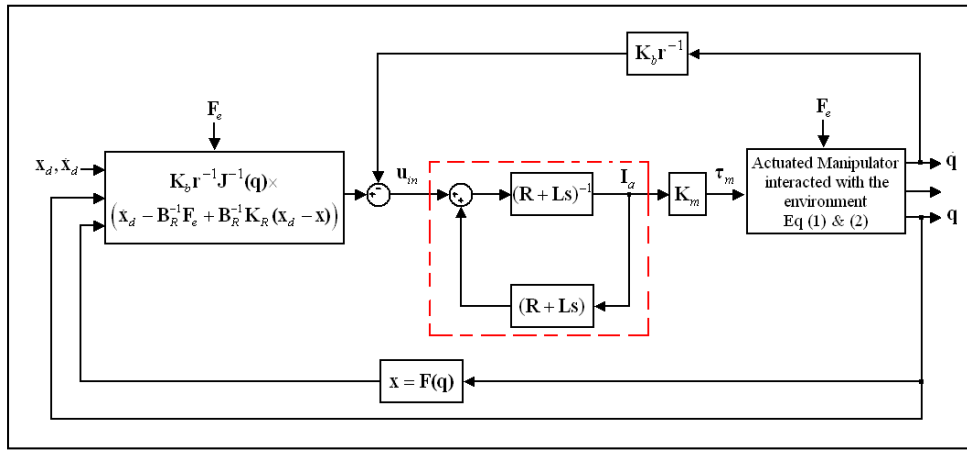 K_b r⁻¹
F_e
F_e
x_d, ẋ_d
K_b r⁻¹ J⁻¹(q)×
(ẋ_d − B_R⁻¹ F_e + B_R⁻¹ K_R (x_d − x))
-
+
u_in
+
+
(R + Ls)⁻¹
I_a
K_m
τ_m
Actuated Manipulator
interacted with the
environment
Eq (1) & (2)
q̇
q
(R + Ls)
x = F(q)